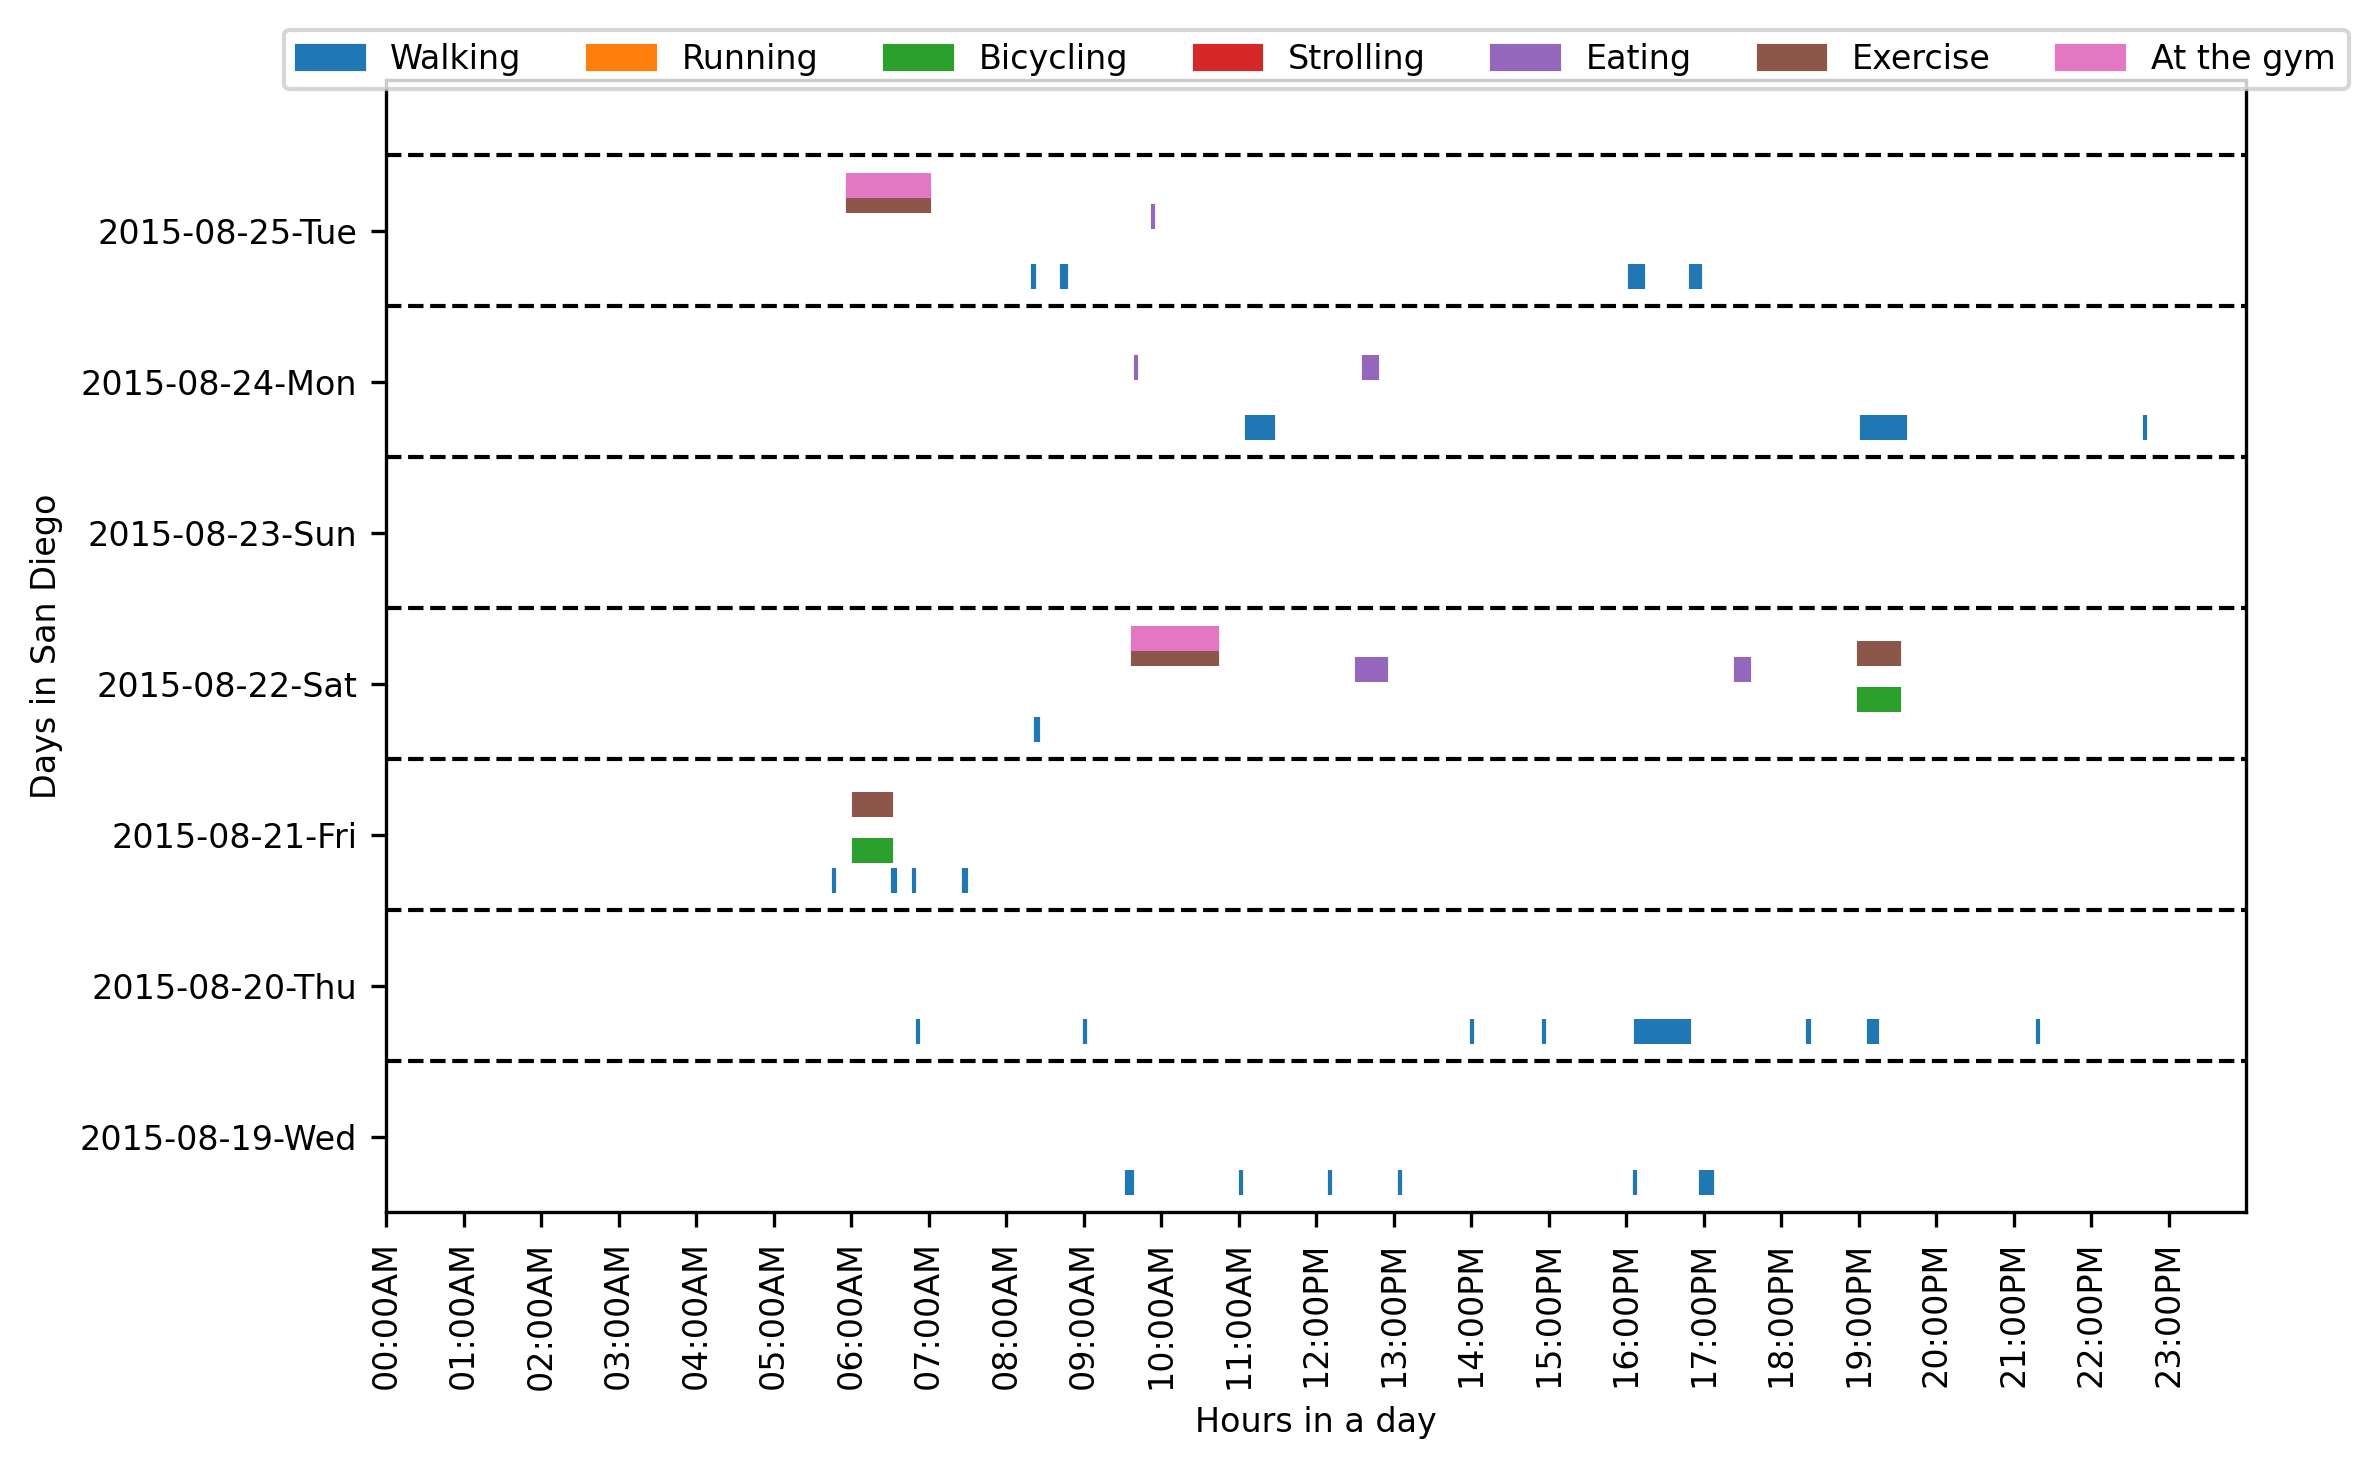 Walking Running Bicycling Strolling Eating Exercise At the gym
2015-08-25-Tue
2015-08-24-Mon
2015-08-23-Sun
2015-08-22-Sat
2015-08-21-Fri
2015-08-20-Thu
2015-08-19-Wed
Days in San Diego
00:00AM 01:00AM 02:00AM 03:00AM 04:00AM 05:00AM 06:00AM 07:00AM 08:00AM 09:00AM 10:00AM 11:00AM 12:00PM 13:00PM 14:00PM 15:00PM 16:00PM 17:00PM 18:00PM 19:00PM 20:00PM 21:00PM 22:00PM 23:00PM
Hours in a day